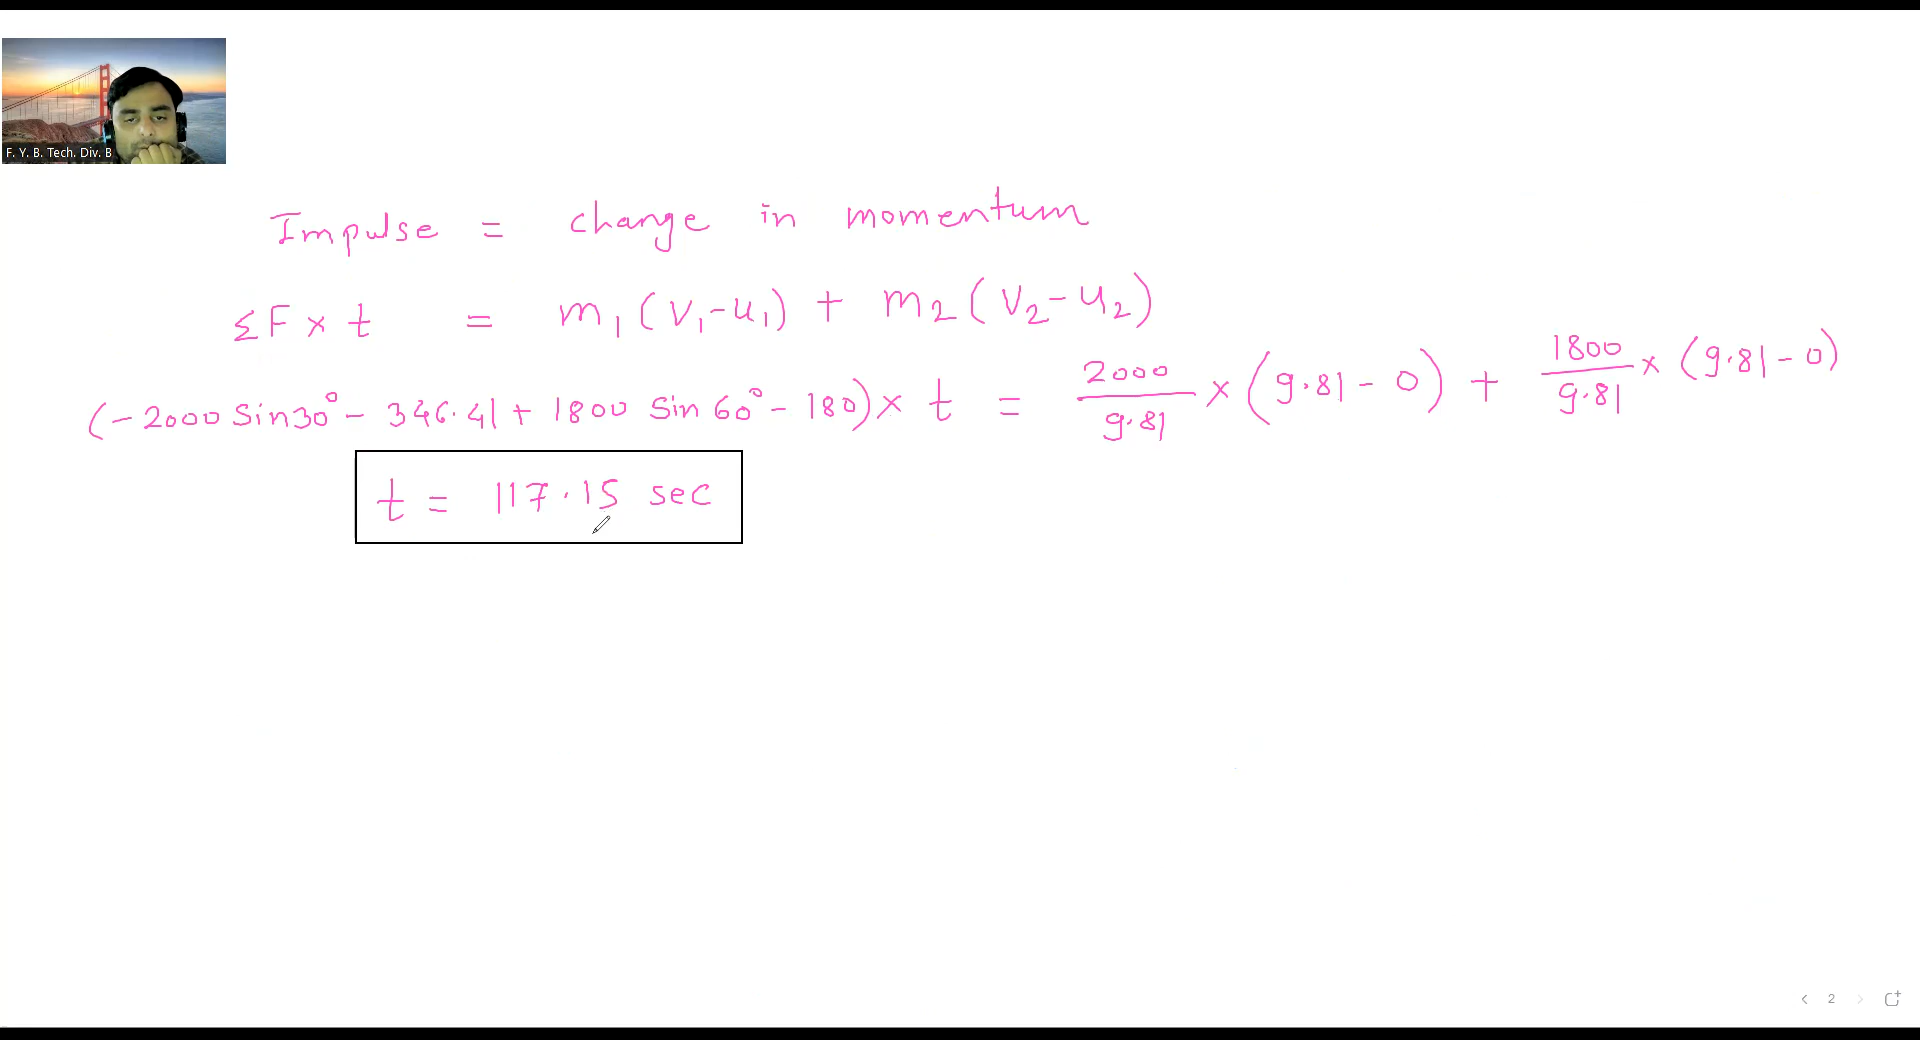 F. Y. B. Tech. Div. B
Impulse = change in momentum
ΣF × t = m₁(v₁-u₁) + m₂(v₂-u₂)
(-2000 Sin30° - 346.41 + 1800 Sin 60° - 180) × t = 2000/9.81 × (9.81 - 0) + 1800/9.81 × (9.81 - 0)
t = 117.15 sec
2